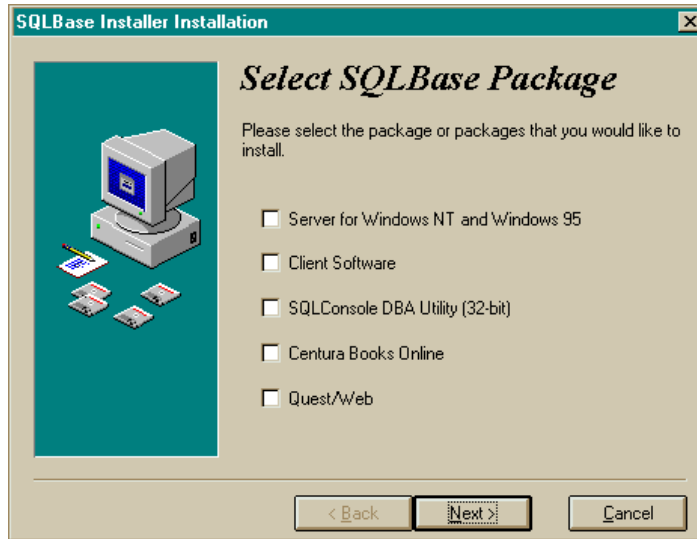 SQLBase Installer Installation
Select SQLBase Package
Please select the package or packages that you would like to
install.
Server for Windows NT and Windows 95
Client Software
SQLConsole DBA Utility (32-bit)
Centura Books Online
Quest/Web
< Back
Next >
Cancel